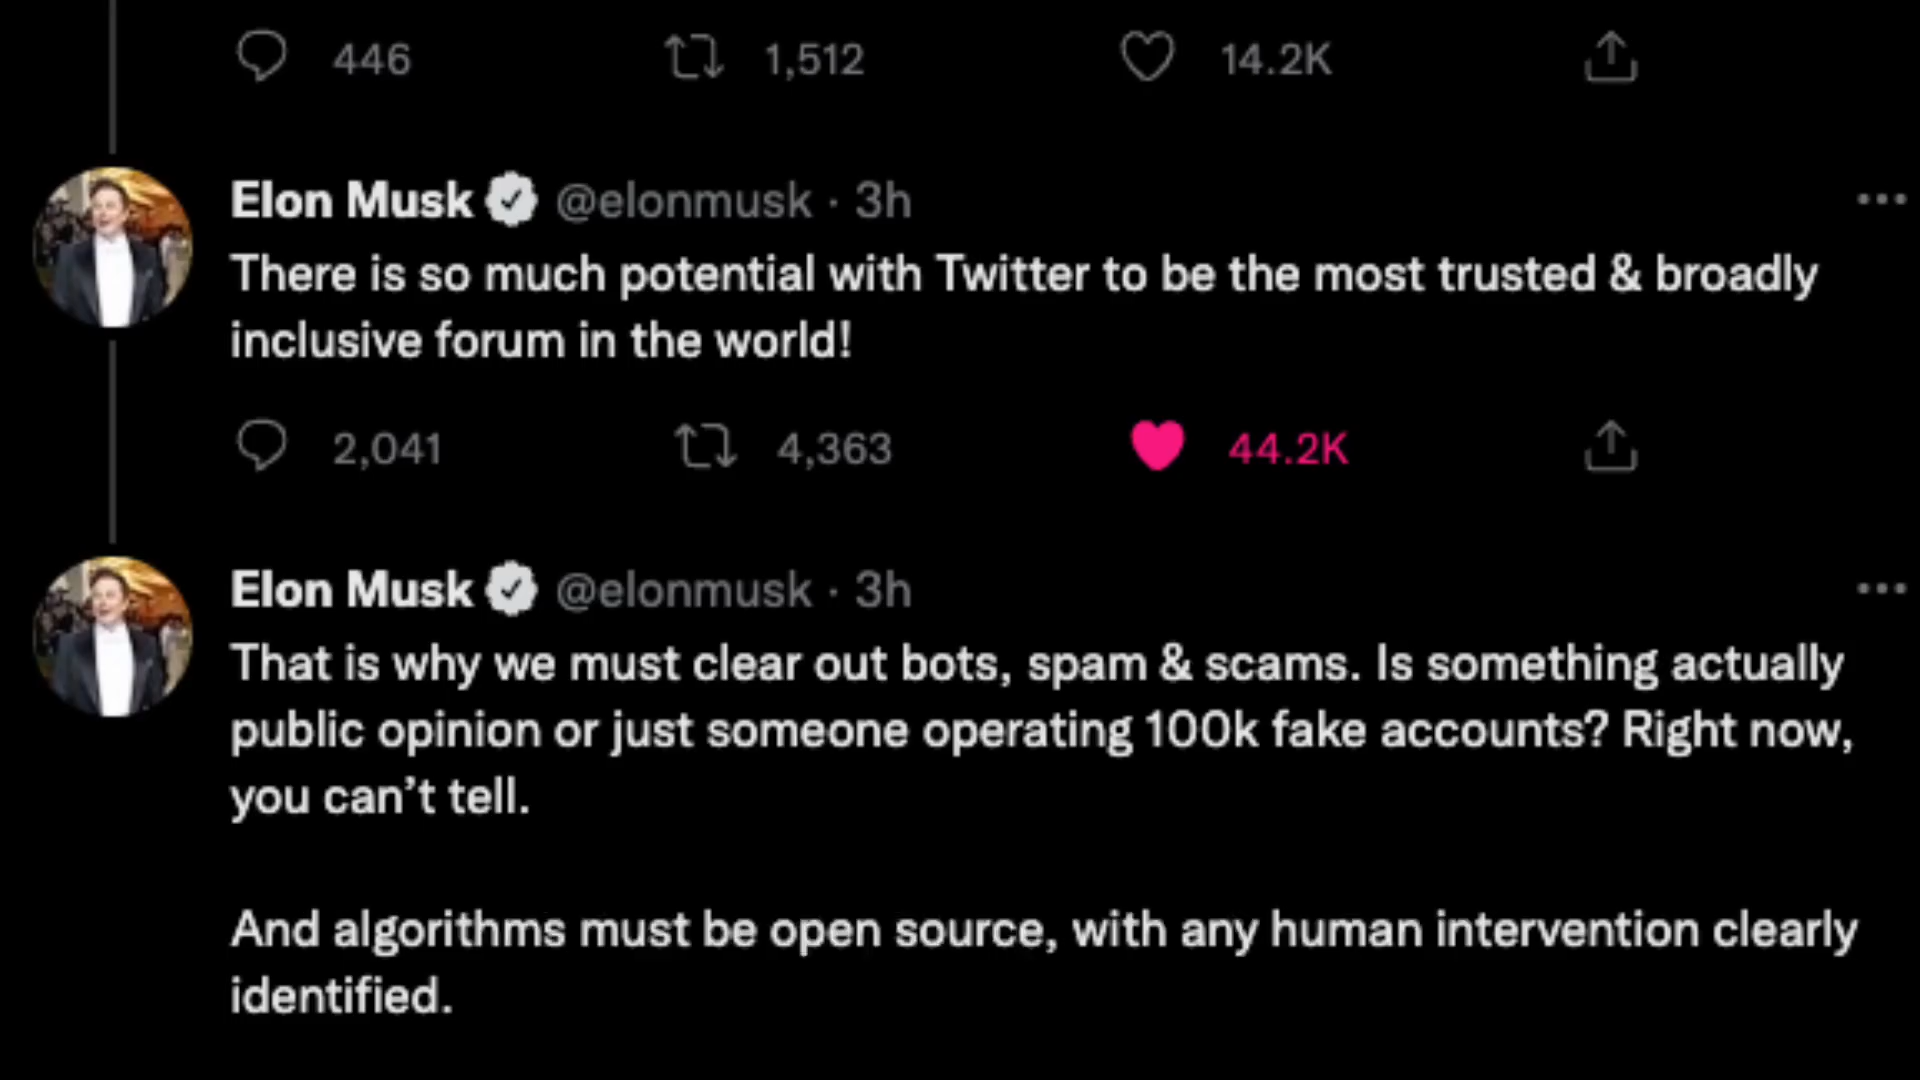 446 1,512 14.2K
Elon Musk @elonmusk · 3h
There is so much potential with Twitter to be the most trusted & broadly
inclusive forum in the world!
2,041 4,363 44.2K
Elon Musk @elonmusk · 3h
That is why we must clear out bots, spam & scams. Is something actually
public opinion or just someone operating 100k fake accounts? Right now,
you can’t tell.
And algorithms must be open source, with any human intervention clearly
identified.